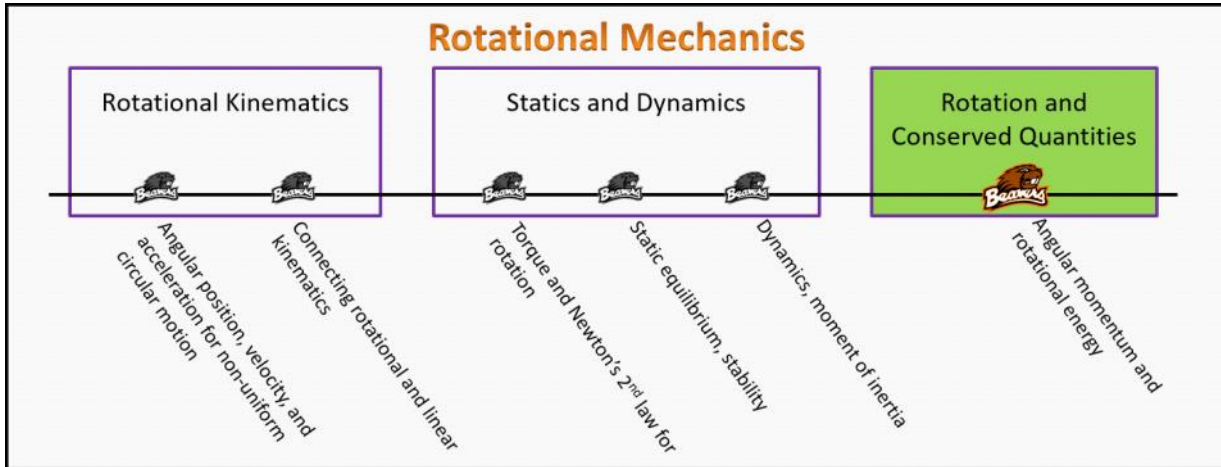 Rotational Mechanics
Rotational Kinematics
Statics and Dynamics
Rotation and
Conserved Quantities
Beavers
Beavers
Beavers
Beavers
Beavers
Beavers
Angular position, velocity, and
acceleration for non-uniform
circular motion
Connecting rotational and linear
kinematics
Torque and Newton's 2nd law for
rotation
Static equilibrium, stability
Dynamics, moment of inertia
Angular momentum and
rotational energy